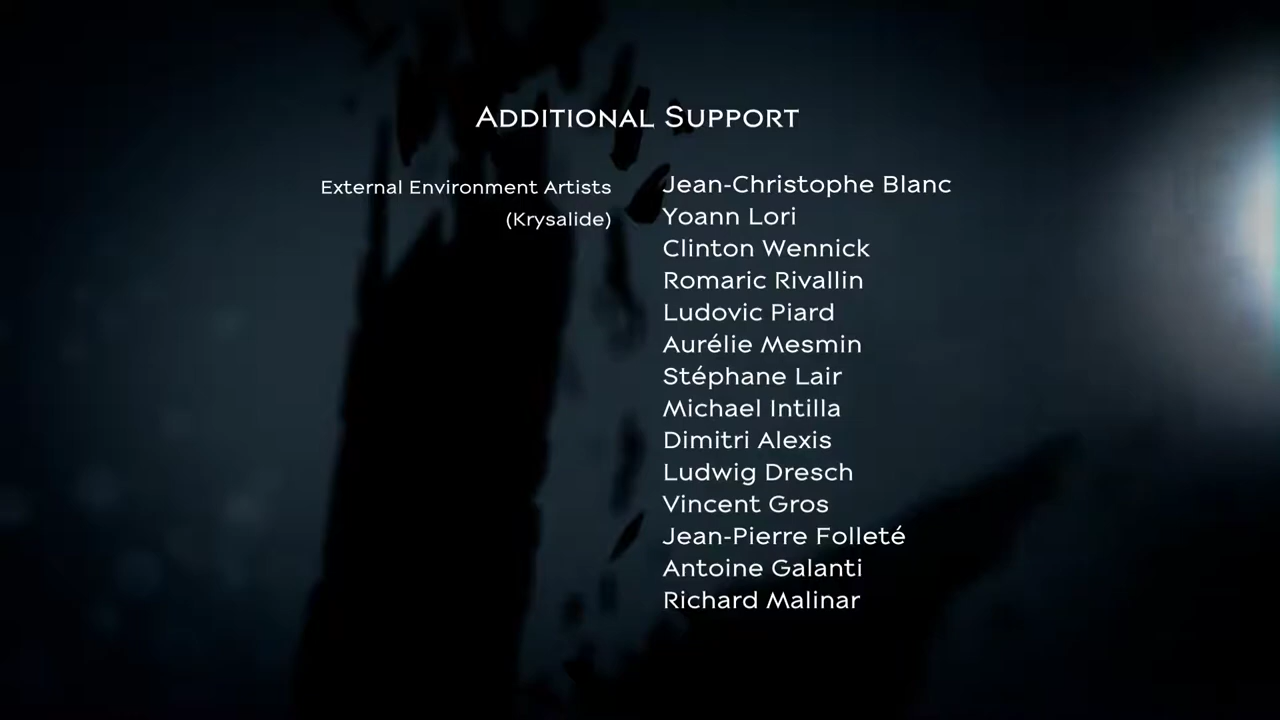 Additional Support
External Environment Artists
(Krysalide)
Jean-Christophe Blanc
Yoann Lori
Clinton Wennick
Romaric Rivallin
Ludovic Piard
Aurélie Mesmin
Stéphane Lair
Michael Intilla
Dimitri Alexis
Ludwig Dresch
Vincent Gros
Jean-Pierre Folleté
Antoine Galanti
Richard Malinar